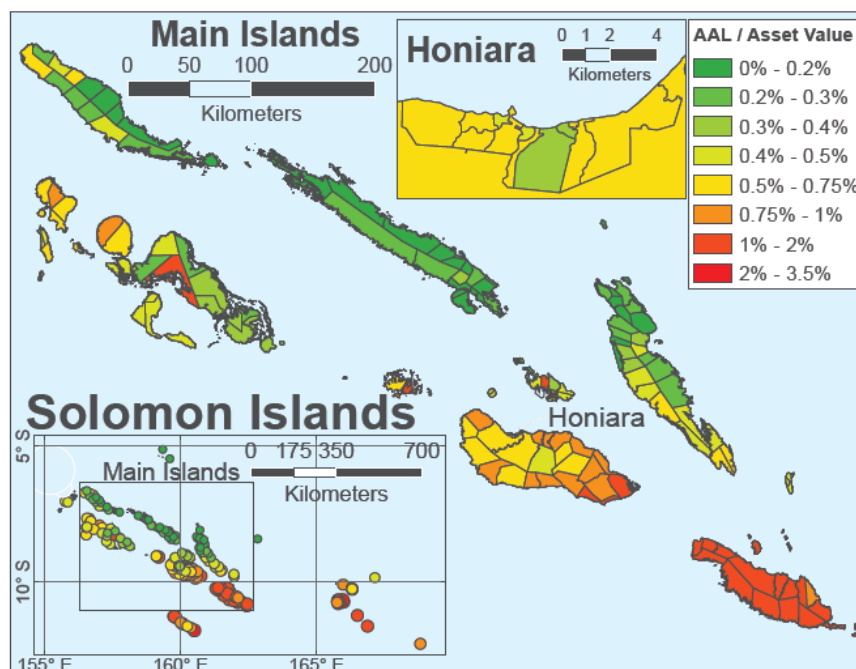 Main Islands
0 50 100 200
Kilometers
Honiara
0 1 2 4
Kilometers
AAL / Asset Value
0% - 0.2%
0.2% - 0.3%
0.3% - 0.4%
0.4% - 0.5%
0.5% - 0.75%
0.75% - 1%
1% - 2%
2% - 3.5%
Honiara
Solomon Islands
5° S
Main Islands
0 175 350 700
Kilometers
10° S
155° E 160° E 165° E